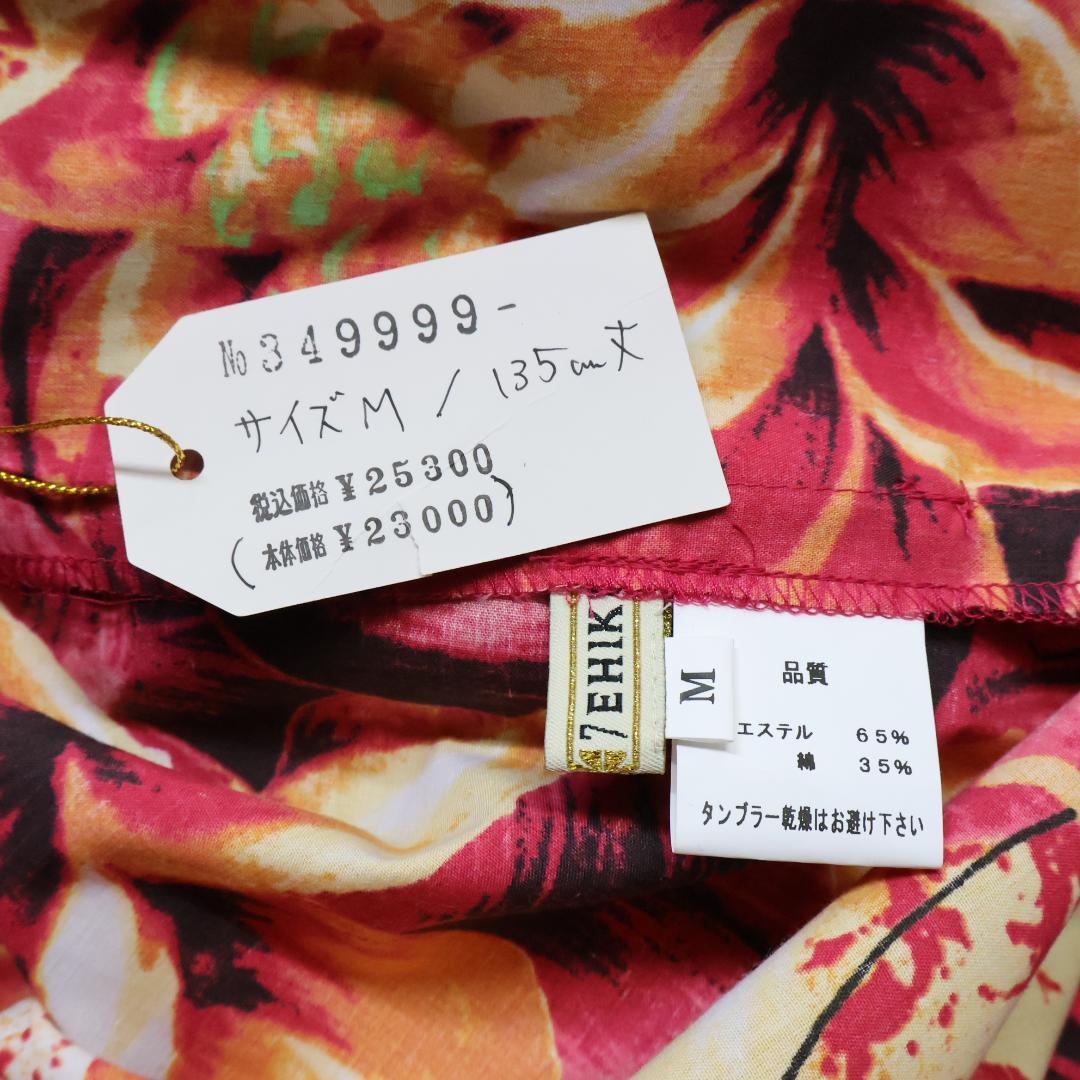 №349999-
サイズM / 135cm丈
税込価格 ¥25300
(本体価格 ¥23000)
7EHIK
M
品質
エステル 65%
綿 35%
タンブラー乾燥はお避け下さい